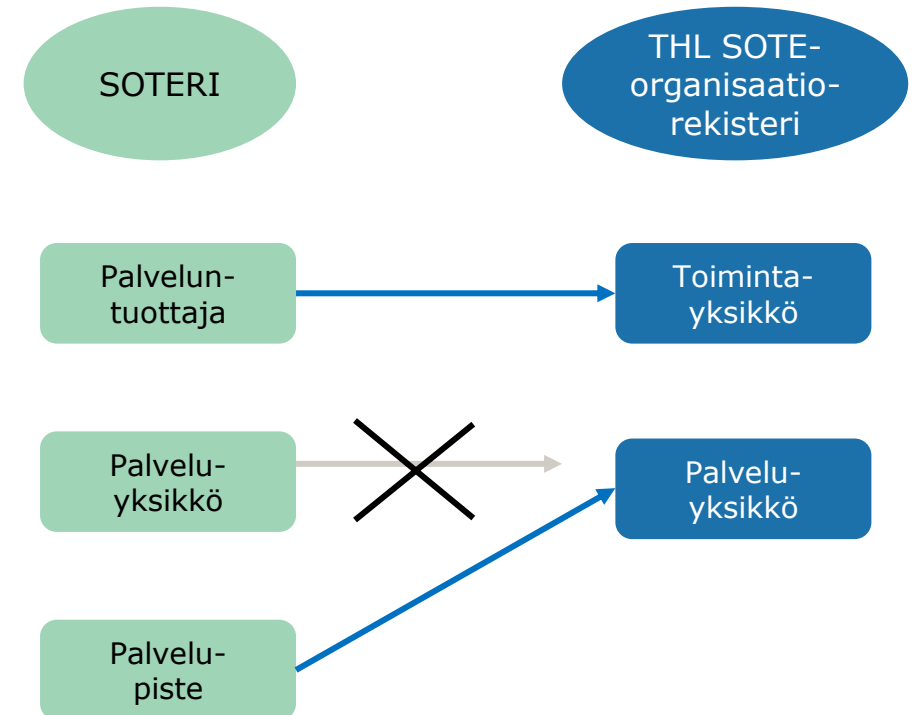 SOTERI
THL SOTE-
organisaatio-
rekisteri
Palvelun-
tuottaja
Toiminta-
yksikkö
Palvelu-
yksikkö
Palvelu-
yksikkö
Palvelu-
piste